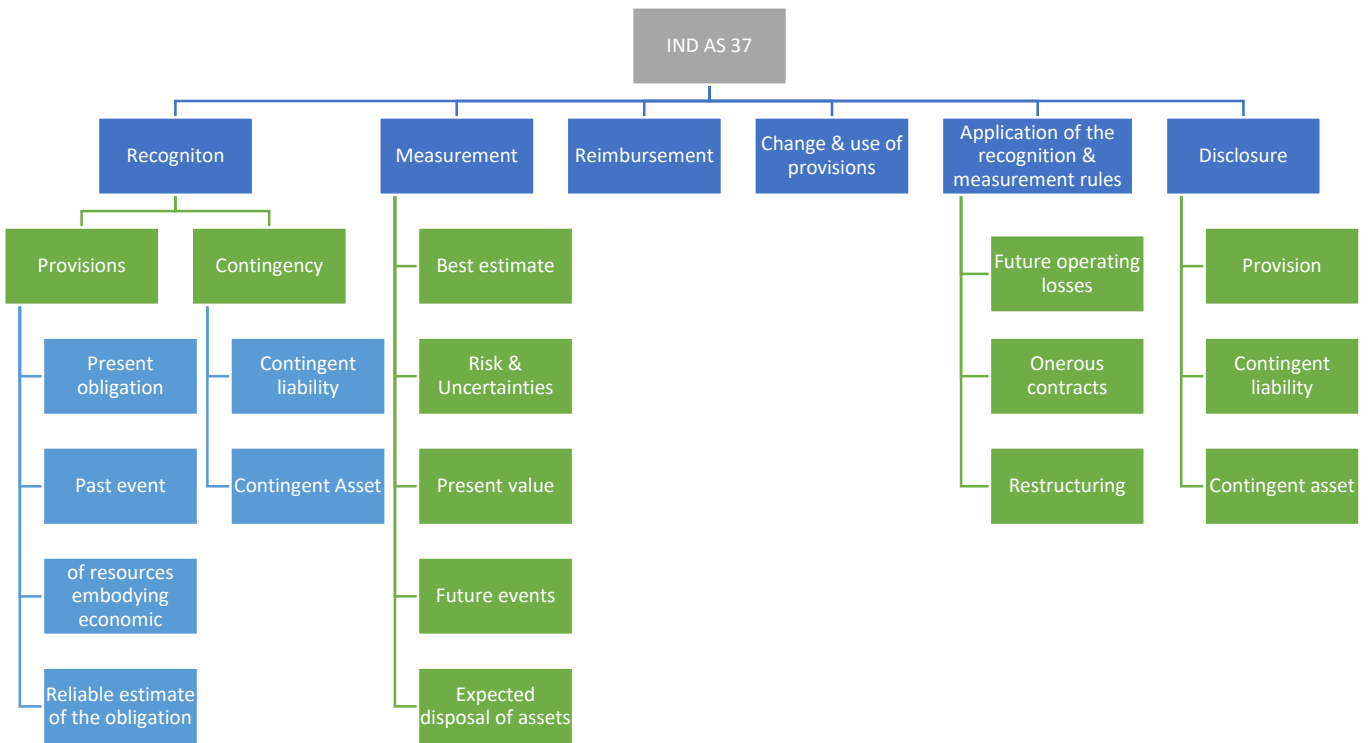 IND AS 37
Recogniton
Measurement
Reimbursement
Change & use of
provisions
Application of the
recognition &
measurement rules
Disclosure
Provisions
Contingency
Present
obligation
Past event
of resources
embodying
economic
Reliable estimate
of the obligation
Contingent
liability
Contingent Asset
Best estimate
Risk &
Uncertainties
Present value
Future events
Expected
disposal of assets
Future operating
losses
Onerous
contracts
Restructuring
Provision
Contingent
liability
Contingent asset